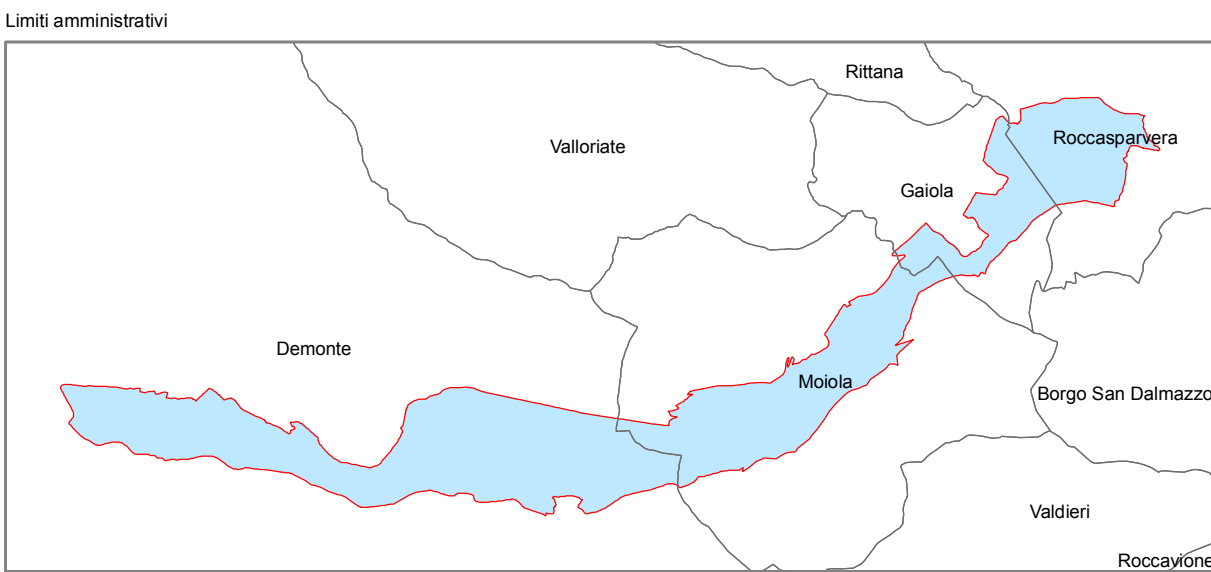 Limiti amministrativi
Rittana
Roccasparvera
Valloriate
Gaiola
Demonte
Moiola
Borgo San Dalmazzo
Valdieri
Roccavione